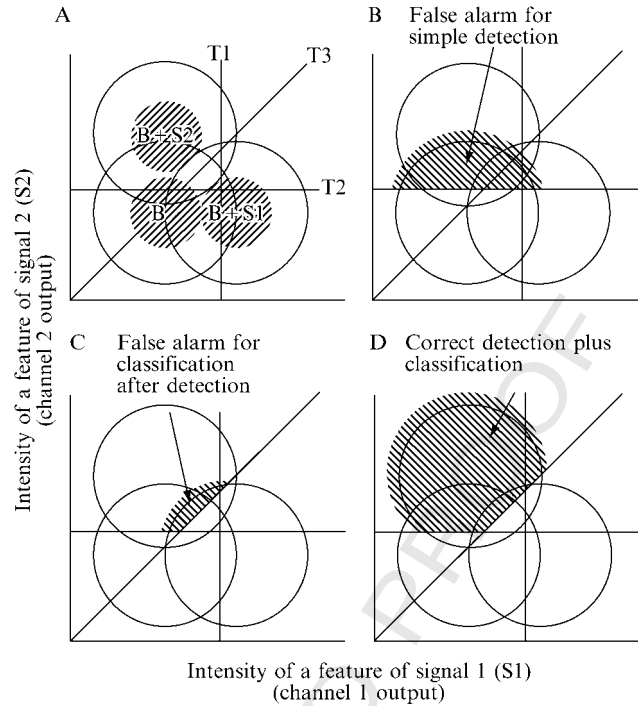 A
T1
T3
B + S2
T2
B
B + S1
B
False alarm for
simple detection
C
False alarm for
classification
after detection
D
Correct detection plus
classification
Intensity of a feature of signal 2 (S2)
(channel 2 output)
Intensity of a feature of signal 1 (S1)
(channel 1 output)
D PROOF